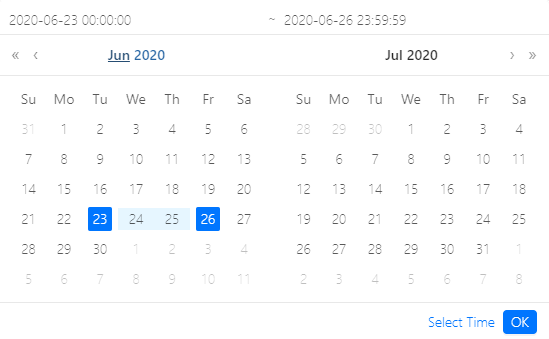 2020-06-23 00:00:00 ~ 2020-06-26 23:59:59
« ‹ Jun 2020 Jul 2020 › »
Su Mo Tu We Th Fr Sa Su Mo Tu We Th Fr Sa
31 1 2 3 4 5 6 28 29 30 1 2 3 4
7 8 9 10 11 12 13 5 6 7 8 9 10 11
14 15 16 17 18 19 20 12 13 14 15 16 17 18
21 22 23 24 25 26 27 19 20 21 22 23 24 25
28 29 30 1 2 3 4 26 27 28 29 30 31 1
5 6 7 8 9 10 11 2 3 4 5 6 7 8
Select Time OK